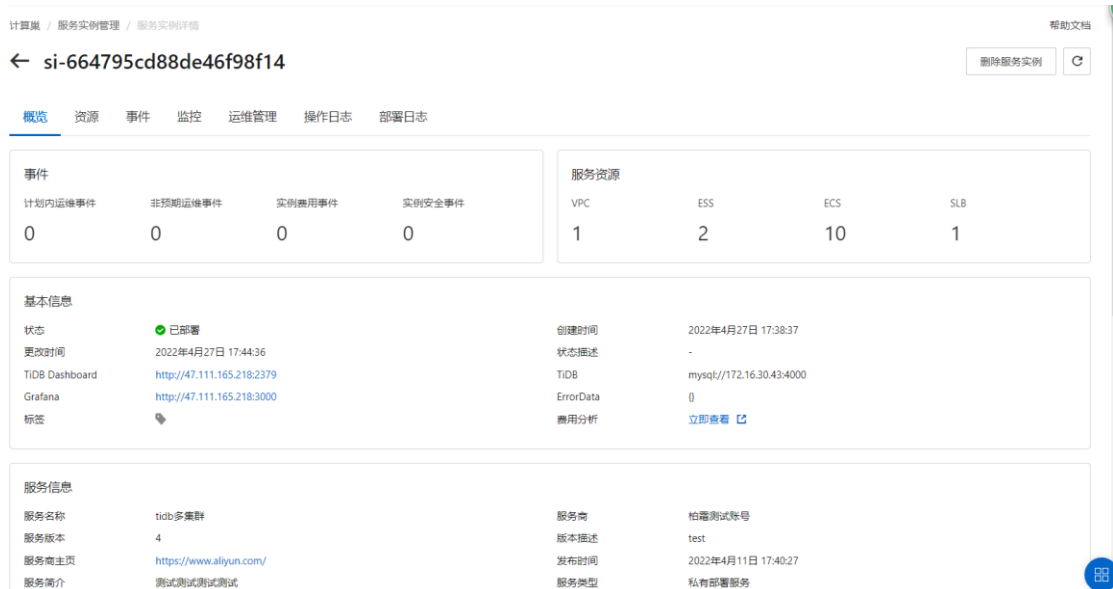 计算巢 / 服务实例管理 / 服务实例详情
帮助文档
← si-664795cd88de46f98f14
删除服务实例
概览 资源 事件 监控 运维管理 操作日志 部署日志
事件
计划内运维事件 非预期运维事件 实例费用事件 实例安全事件
0 0 0 0
服务资源
VPC ESS ECS SLB
1 2 10 1
基本信息
状态 已部署 创建时间 2022年4月27日 17:38:37
更改时间 2022年4月27日 17:44:36 状态描述 -
TiDB Dashboard http://47.111.165.218:2379 TiDB mysql://172.16.30.43:4000
Grafana http://47.111.165.218:3000 ErrorData {}
标签 费用分析 立即查看
服务信息
服务名称 tidb多集群 服务商 柏霜测试账号
服务版本 4 版本描述 test
服务商主页 https://www.aliyun.com/ 发布时间 2022年4月11日 17:40:27
服务简介 测试测试测试测试 服务类型 私有部署服务